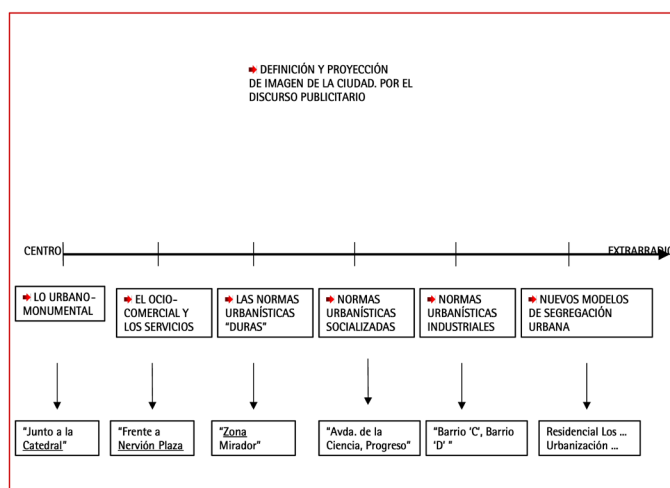 DEFINICIÓN Y PROYECCIÓN
DE IMAGEN DE LA CIUDAD. POR EL
DISCURSO PUBLICITARIO
CENTRO
EXTRARRADIO
LO URBANO-
MONUMENTAL
EL OCIO-
COMERCIAL Y
LOS SERVICIOS
LAS NORMAS
URBANÍSTICAS
“DURAS”
NORMAS
URBANÍSTICAS
SOCIALIZADAS
NORMAS
URBANÍSTICAS
INDUSTRIALES
NUEVOS MODELOS
DE SEGREGACIÓN
URBANA
“Junto a la
Catedral”
“Frente a
Nervión Plaza
“Zona
Mirador”
“Avda. de la
Ciencia, Progreso”
“Barrio ‘C’, Barrio
‘D’ ”
Residencial Los ...
Urbanización ...